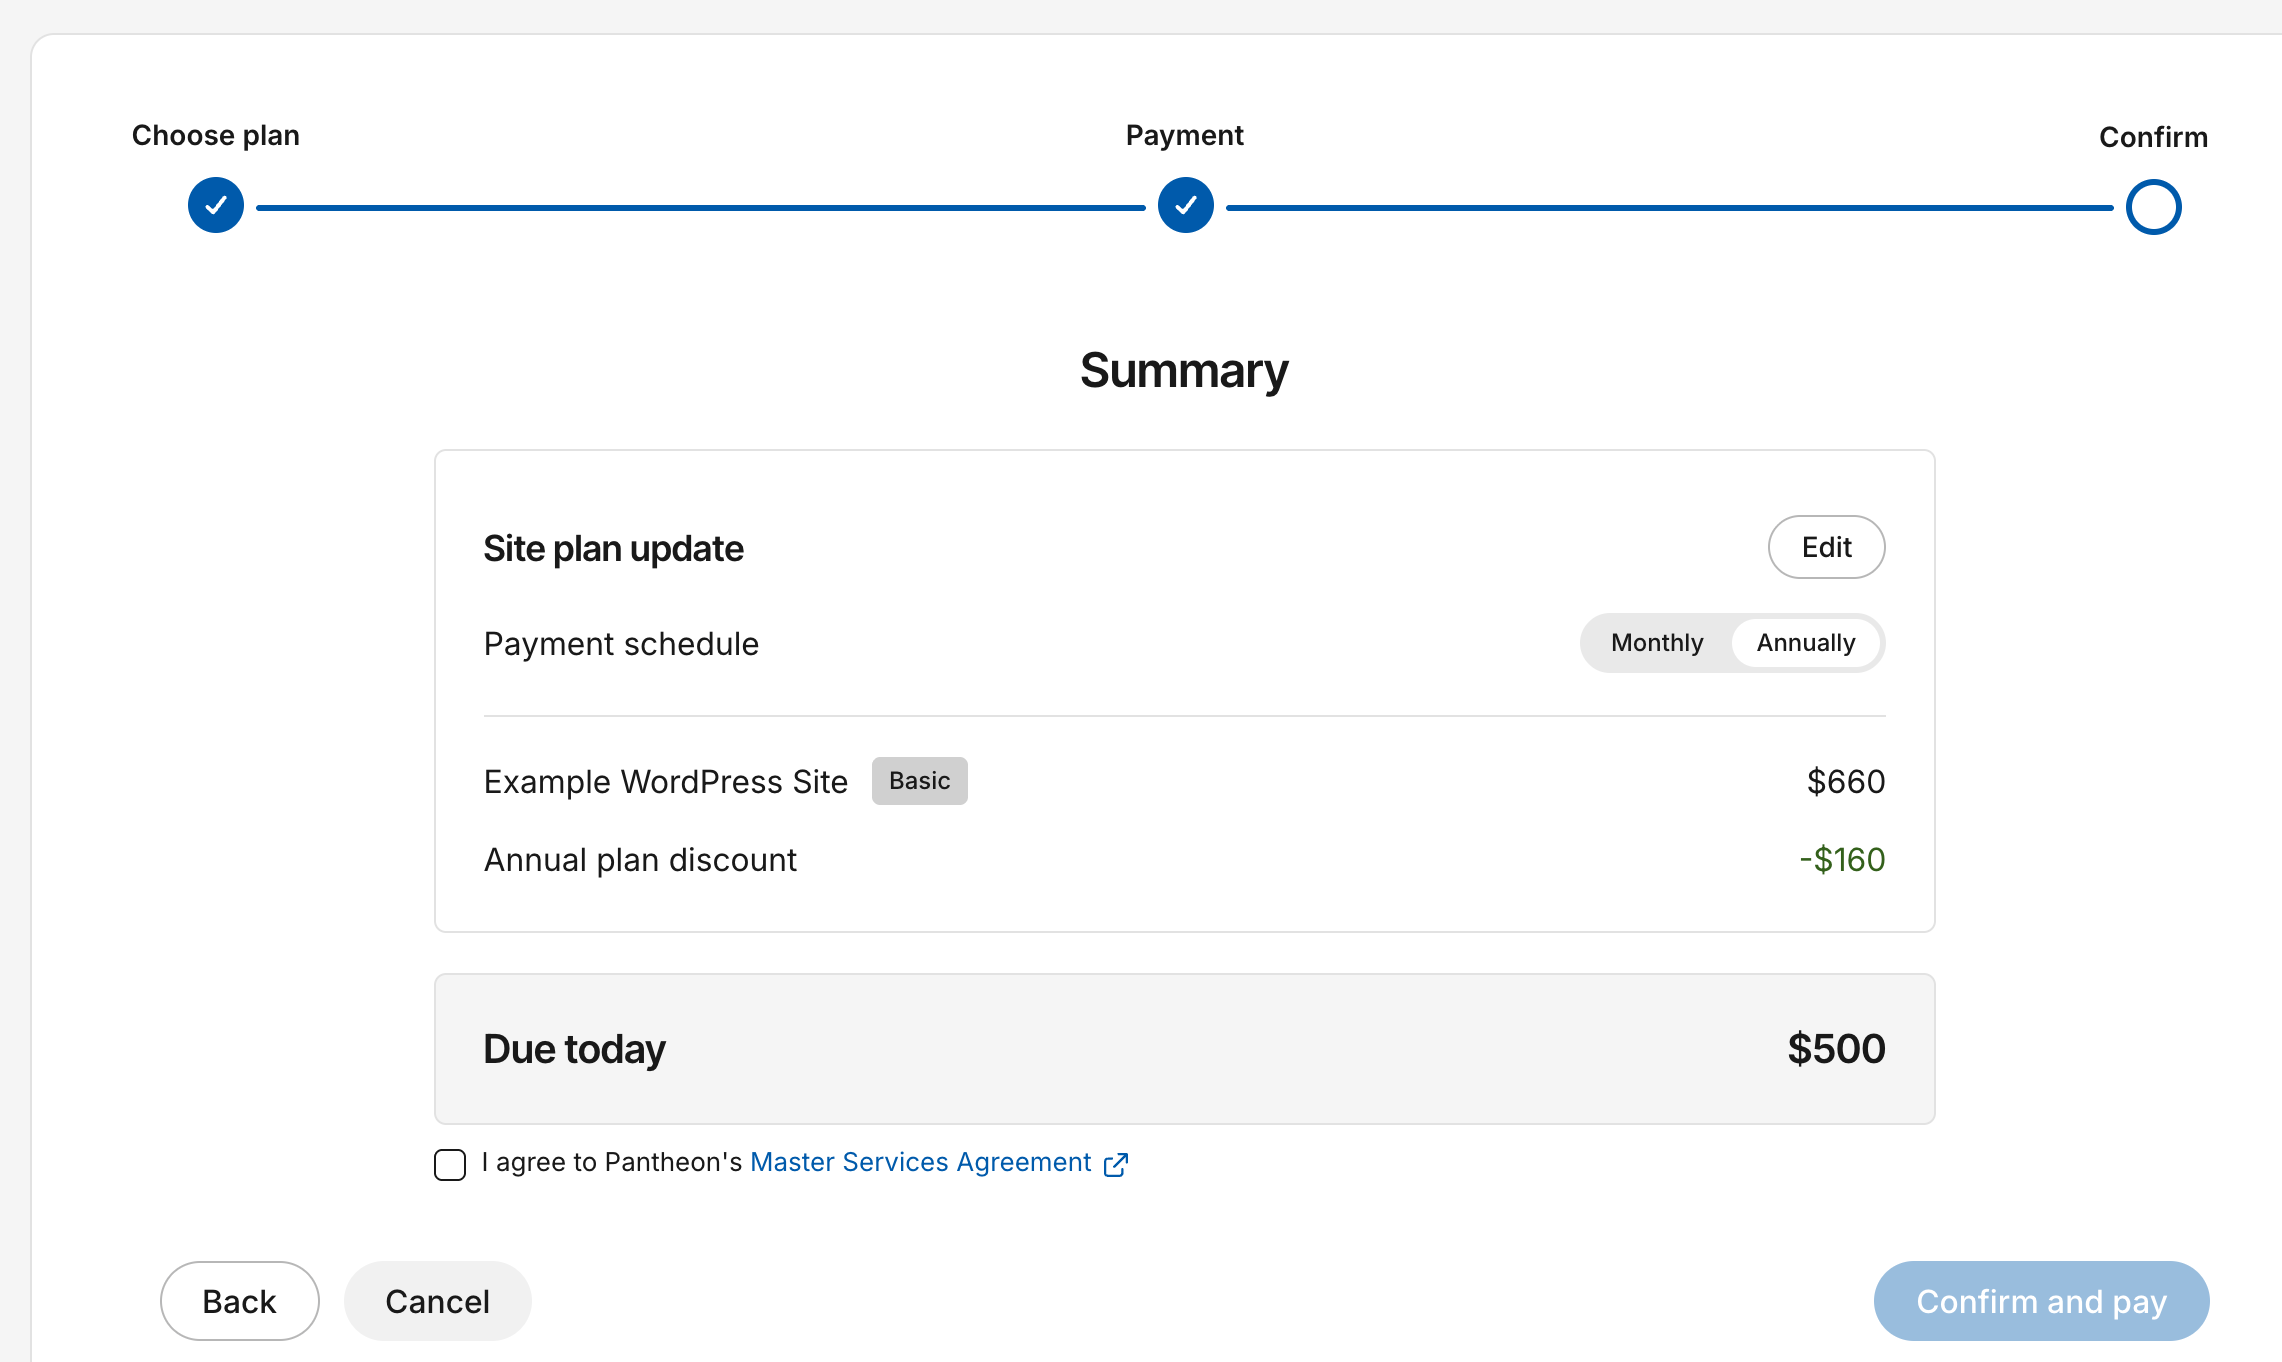 Choose plan
Payment
Confirm
Summary
Site plan update
Edit
Payment schedule
Monthly
Annually
Example WordPress Site
Basic
$660
Annual plan discount
-$160
Due today
$500
I agree to Pantheon's Master Services Agreement
Back
Cancel
Confirm and pay